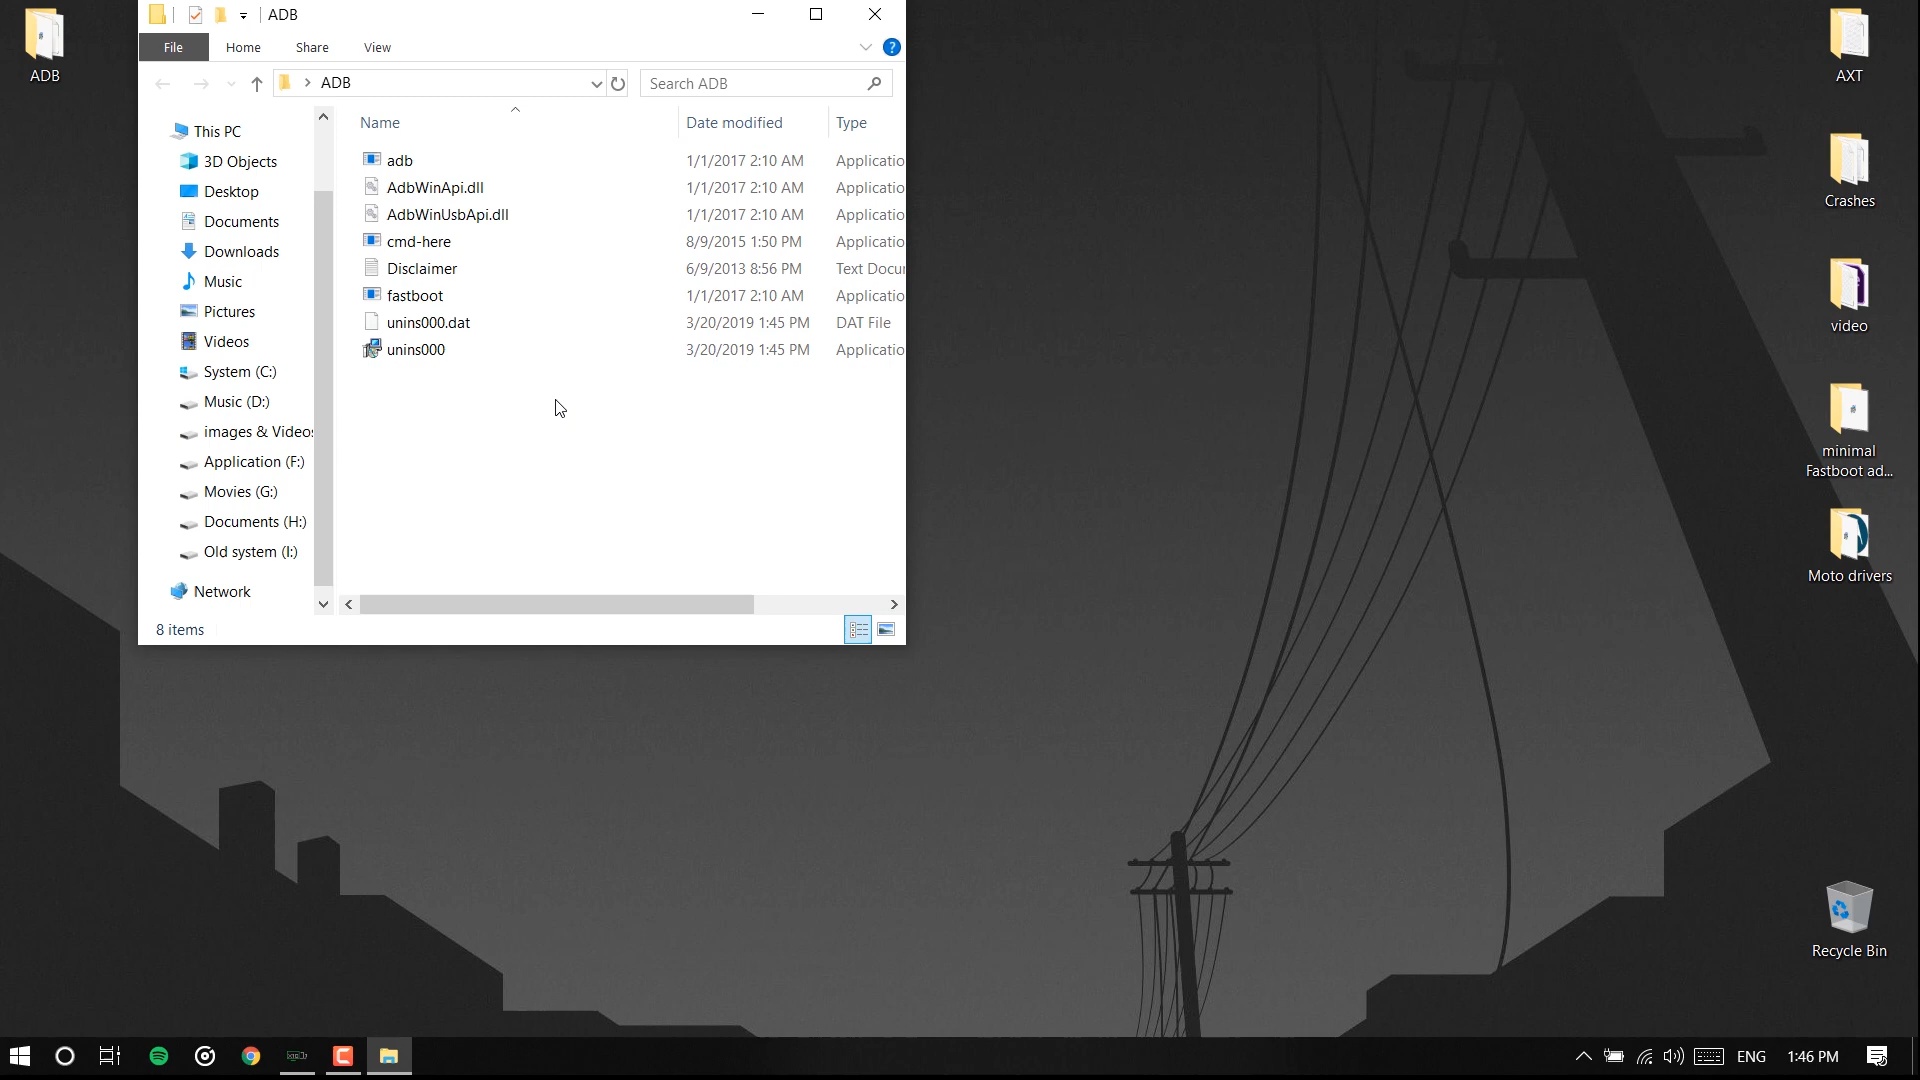 ADB
File Home Share View ?
ADB Search ADB
Name Date modified Type
adb 1/1/2017 2:10 AM Applicatio
AdbWinApi.dll 1/1/2017 2:10 AM Applicatio
AdbWinUsbApi.dll 1/1/2017 2:10 AM Applicatio
cmd-here 8/9/2015 1:50 PM Applicatio
Disclaimer 6/9/2013 8:56 PM Text Docu
fastboot 1/1/2017 2:10 AM Applicatio
unins000.dat 3/20/2019 1:45 PM DAT File
unins000 3/20/2019 1:45 PM Applicatio
This PC
3D Objects
Desktop
Documents
Downloads
Music
Pictures
Videos
System (C:)
Music (D:)
images & Video
Application (F:)
Movies (G:)
Documents (H:)
Old system (I:)
Network
8 items
ADB
AXT
Crashes
video
minimal
Fastboot ad...
Moto drivers
Recycle Bin
ENG 1:46 PM